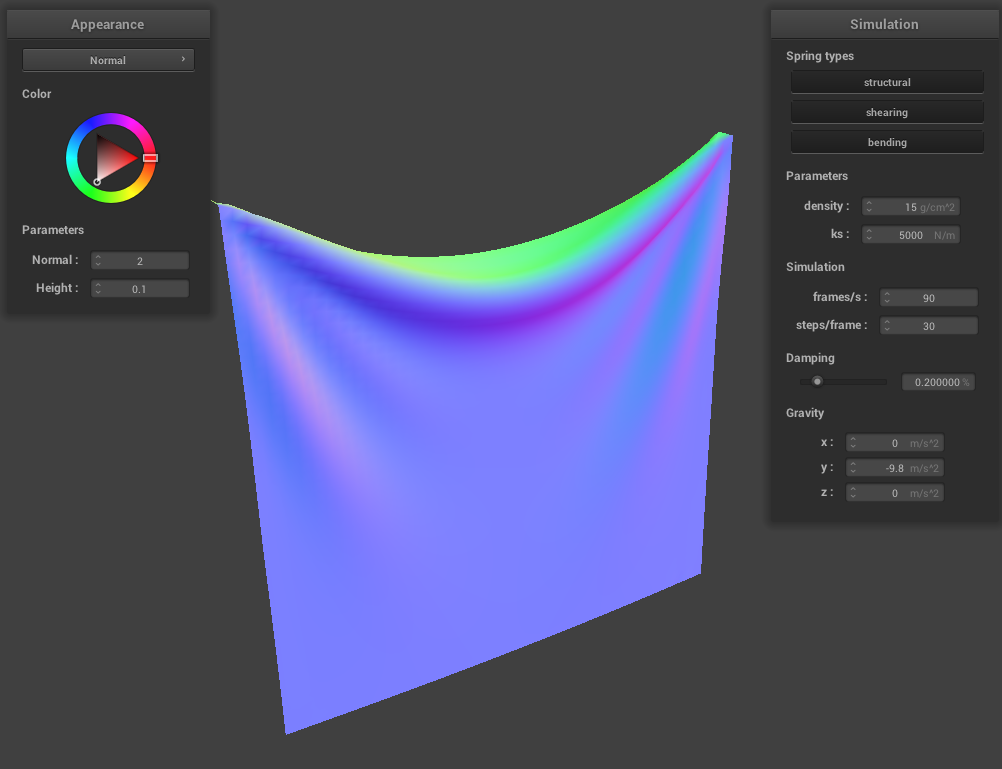 Appearance
Normal
Color
Parameters
Normal : 2
Height : 0.1
Simulation
Spring types
structural
shearing
bending
Parameters
density : 15 g/cm^2
ks : 5000 N/m
Simulation
frames/s : 90
steps/frame : 30
Damping
0.200000 %
Gravity
x : 0 m/s^2
y : -9.8 m/s^2
z : 0 m/s^2